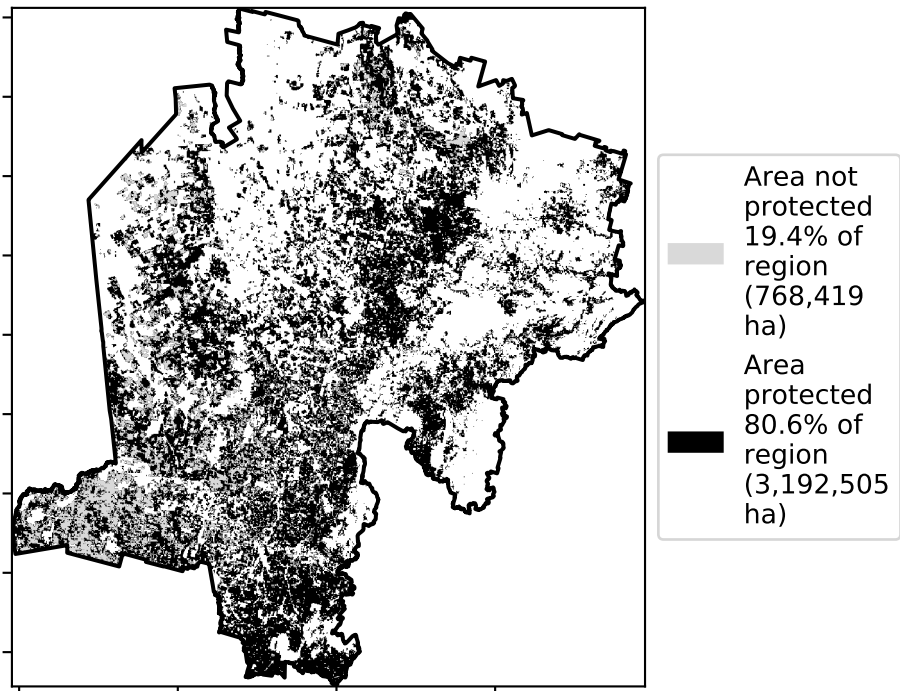 Area not
protected
19.4% of
region
(768,419
ha)
Area
protected
80.6% of
region
(3,192,505
ha)